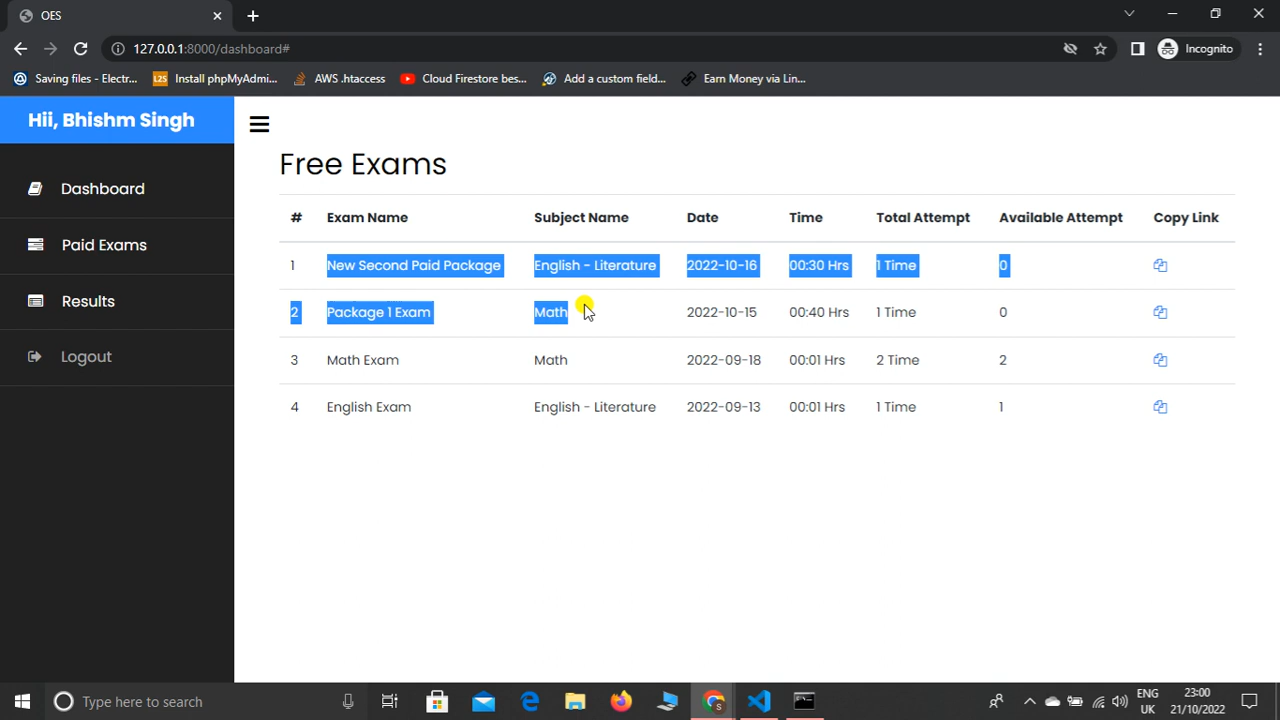 OES
127.0.0.1:8000/dashboard#
Incognito
Saving files - Electr...
L2S
Install phpMyAdmi...
AWS .htaccess
Cloud Firestore bes...
Add a custom field...
Earn Money via Lin...
Hii, Bhishm Singh
Dashboard
Paid Exams
Results
Logout
Free Exams
# Exam Name Subject Name Date Time Total Attempt Available Attempt Copy Link
1 New Second Paid Package English - Literature 2022-10-16 00:30 Hrs 1 Time 0
2 Package 1 Exam Math 2022-10-15 00:40 Hrs 1 Time 0
3 Math Exam Math 2022-09-18 00:01 Hrs 2 Time 2
4 English Exam English - Literature 2022-09-13 00:01 Hrs 1 Time 1
Type here to search
S
ENG
UK
23:00
21/10/2022